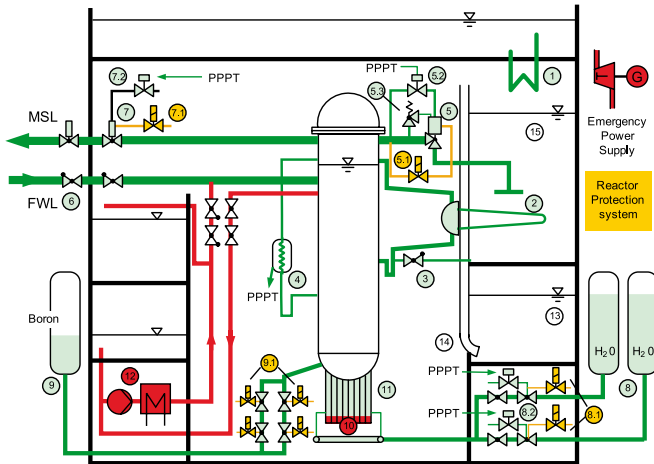 7.2
PPPT
PPPT
5.2
1
G
5.3
MSL
7
7.1
5
15
Emergency
Power
Supply
5.1
FWL
6
2
Reactor
Protection
system
4
3
PPPT
13
Boron
14
H2O
H2O
9
12
9.1
11
PPPT
8
10
PPPT
8.2
8.1